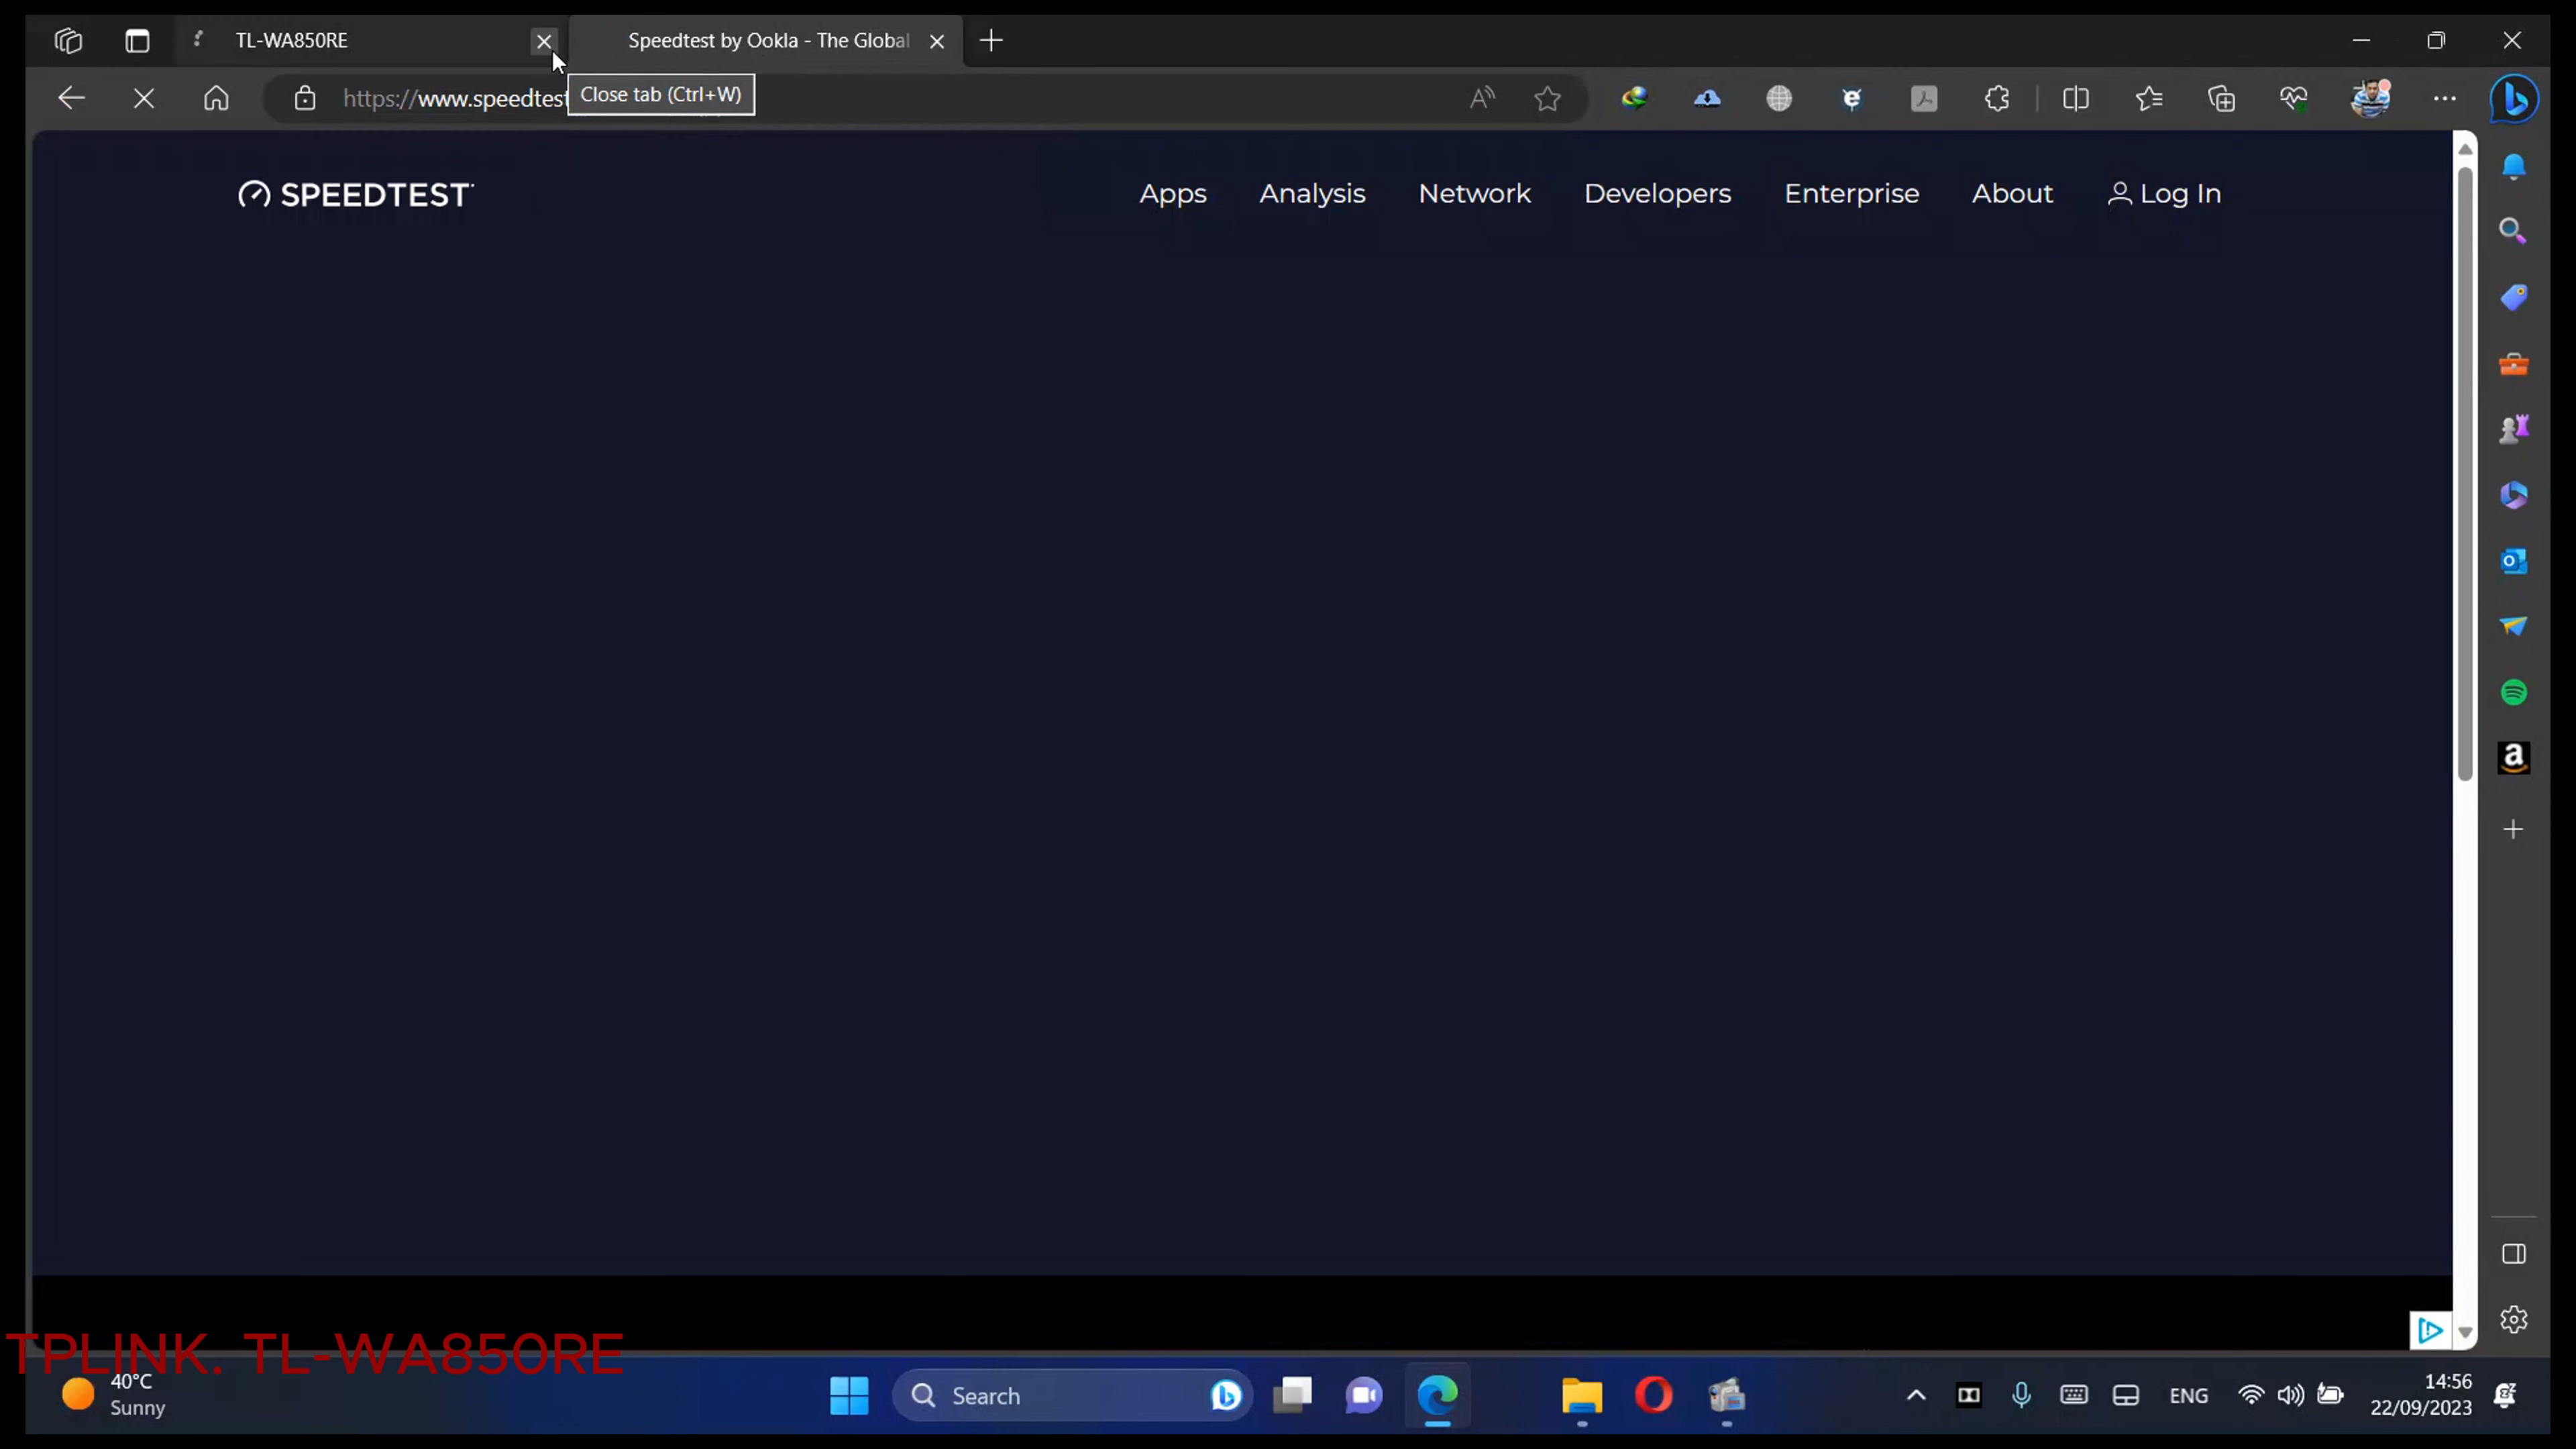 TL-WA850RE
Speedtest by Ookla - The Global
https://www.speedtest
Close tab (Ctrl+W)
SPEEDTEST
Apps
Analysis
Network
Developers
Enterprise
About
Log In
TPLINK. TL-WA850RE
40°C
Sunny
Search
ENG
14:56
22/09/2023